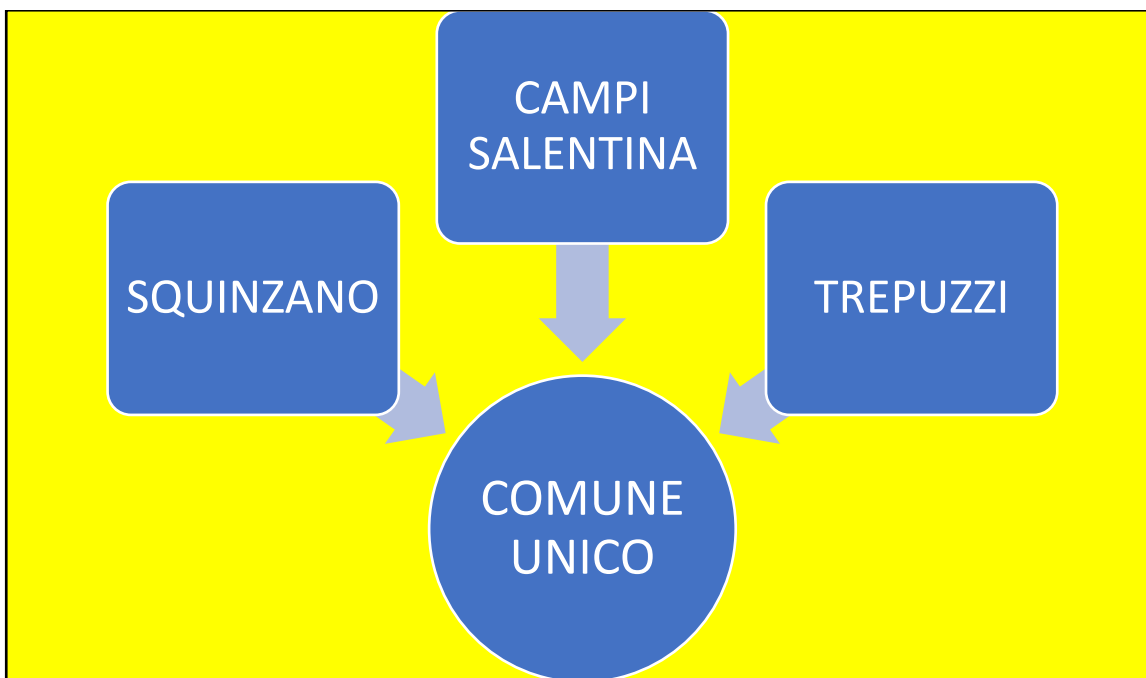 CAMPI
SALENTINA
SQUINZANO
TREPUZZI
COMUNE
UNICO